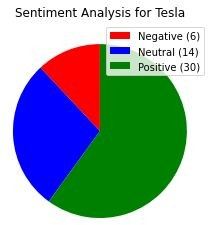 Sentiment Analysis for Tesla
Negative (6)
Neutral (14)
Positive (30)